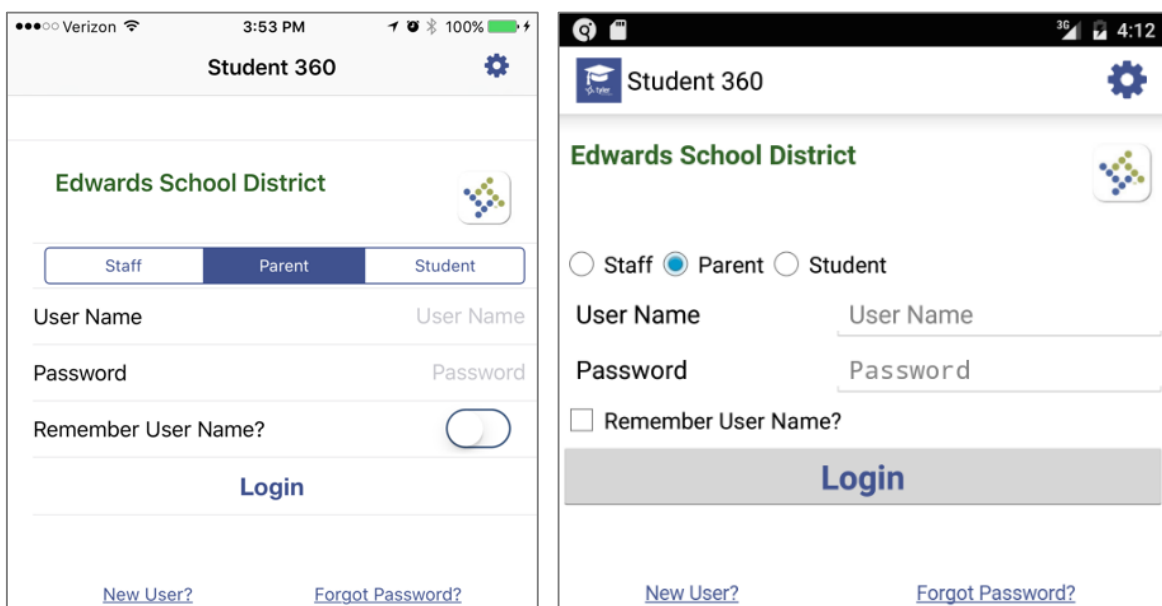 Verizon 3:53 PM 100%
Student 360
Edwards School District
Staff Parent Student
User Name User Name
Password Password
Remember User Name?
Login
New User? Forgot Password?
3G 4:12
tyler
Student 360
Edwards School District
Staff Parent Student
User Name User Name
Password Password
Remember User Name?
Login
New User? Forgot Password?